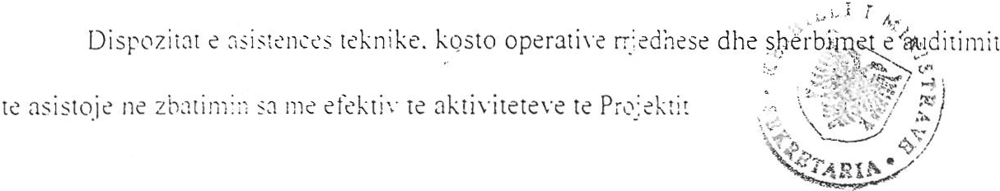 Dispozitat e asistences teknike. kosto operative rrjedhese dhe sherbimet e auditimit
te asistoje ne zbatimin sa me efektiv te aktiviteteve te Projektit
I MINISTRAVE • SEKRETARIA •